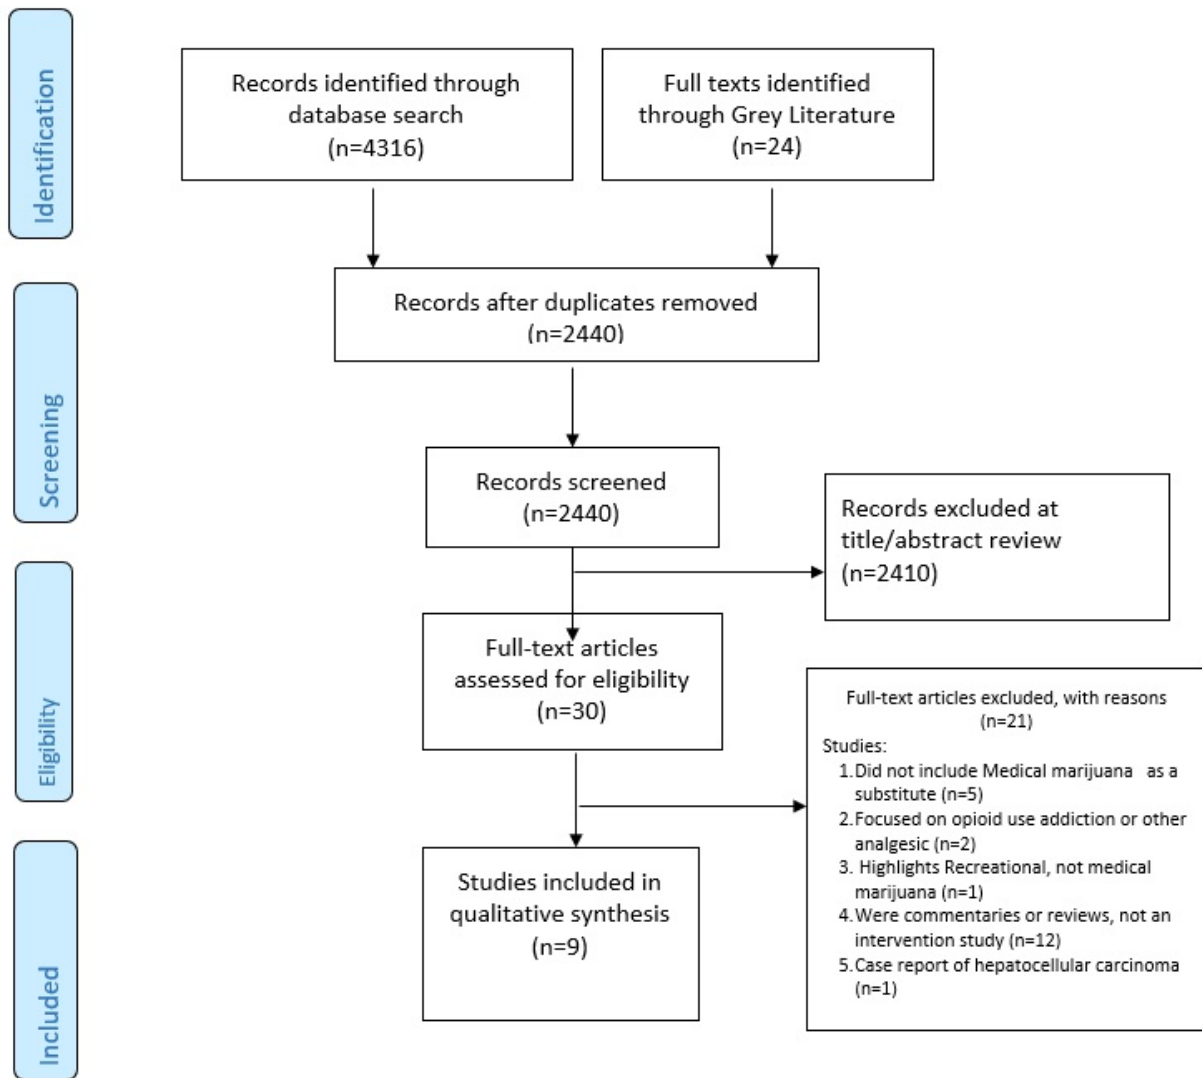 Identification
Records identified through
database search
(n=4316)
Full texts identified
through Grey Literature
(n=24)
Records after duplicates removed
(n=2440)
Screening
Records screened
(n=2440)
Records excluded at
title/abstract review
(n=2410)
Eligibility
Full-text articles
assessed for eligibility
(n=30)
Full-text articles excluded, with reasons
(n=21)
Studies:
1.Did not include Medical marijuana as a
substitute (n=5)
2.Focused on opioid use addiction or other
analgesic (n=2)
3. Highlights Recreational, not medical
marijuana (n=1)
4.Were commentaries or reviews, not an
intervention study (n=12)
5.Case report of hepatocellular carcinoma
(n=1)
Included
Studies included in
qualitative synthesis
(n=9)